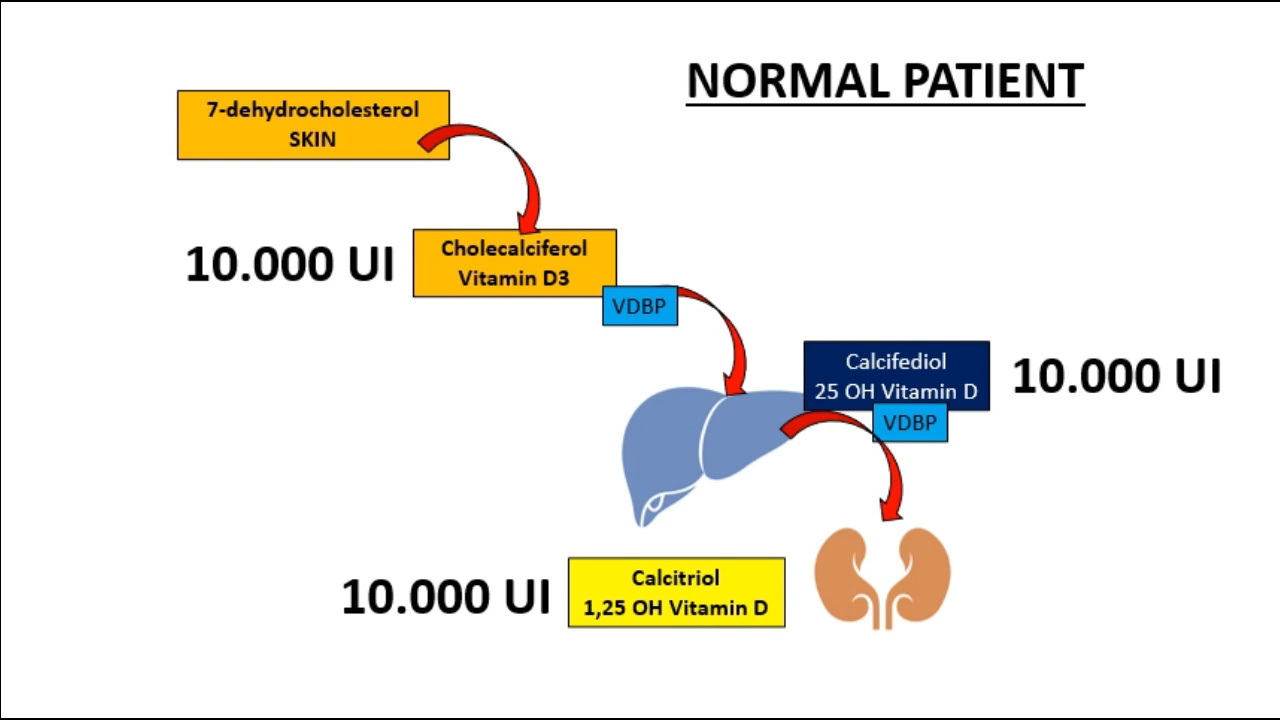 NORMAL PATIENT
7-dehydrocholesterol
SKIN
10.000 UI
Cholecalciferol
Vitamin D3
VDBP
Calcifediol
25 OH Vitamin D
10.000 UI
VDBP
10.000 UI
Calcitriol
1,25 OH Vitamin D